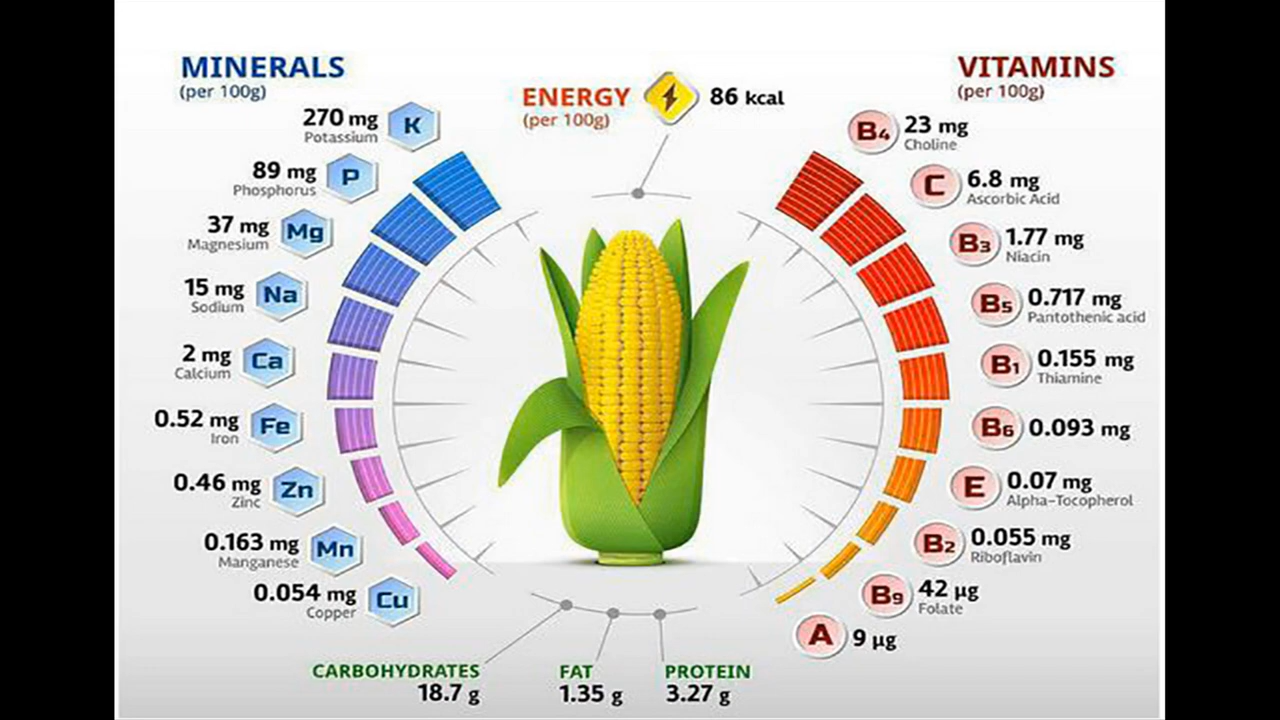 MINERALS
(per 100g)
270 mg
Potassium
K
89 mg
Phosphorus
P
37 mg
Magnesium
Mg
15 mg
Sodium
Na
2 mg
Calcium
Ca
0.52 mg
Iron
Fe
0.46 mg
Zinc
Zn
0.163 mg
Manganese
Mn
0.054 mg
Copper
Cu
ENERGY
(per 100g)
86 kcal
VITAMINS
(per 100g)
B4
23 mg
Choline
C
6.8 mg
Ascorbic Acid
B3
1.77 mg
Niacin
B5
0.717 mg
Pantothenic acid
B1
0.155 mg
Thiamine
B6
0.093 mg
E
0.07 mg
Alpha-Tocopherol
B2
0.055 mg
Riboflavin
B9
42 µg
Folate
A
9 µg
CARBOHYDRATES
18.7 g
FAT
1.35 g
PROTEIN
3.27 g